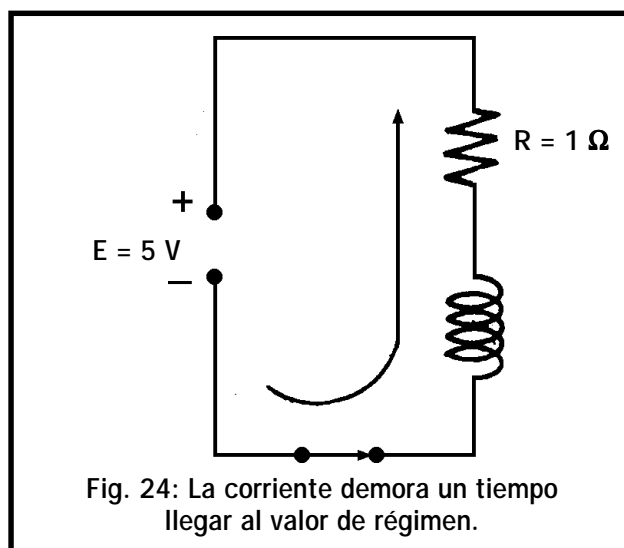 R = 1 Ω
+
E = 5 V
–
Fig. 24: La corriente demora un tiempo
llegar al valor de régimen.